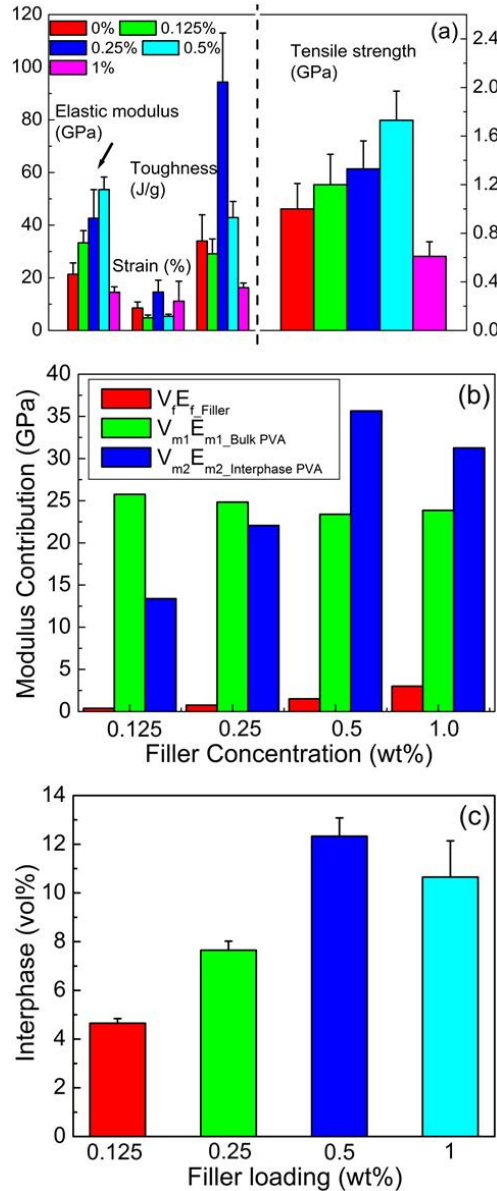 120
100
80
60
40
20
0
0%
0.125%
0.25%
0.5%
1%
Elastic modulus
(GPa)
Toughness
(J/g)
Strain (%)
Tensile strength
(GPa)
(a)
2.4
2.0
1.6
1.2
0.8
0.4
0.0
(b)
Modulus Contribution (GPa)
40
35
30
25
20
15
10
5
0
VfEf_Filler
Vm1Em1_Bulk PVA
Vm2Em2_Interphase PVA
0.125 0.25 0.5 1.0
Filler Concentration (wt%)
(c)
Interphase (vol%)
14
12
10
8
6
4
2
0
0.125 0.25 0.5 1
Filler loading (wt%)